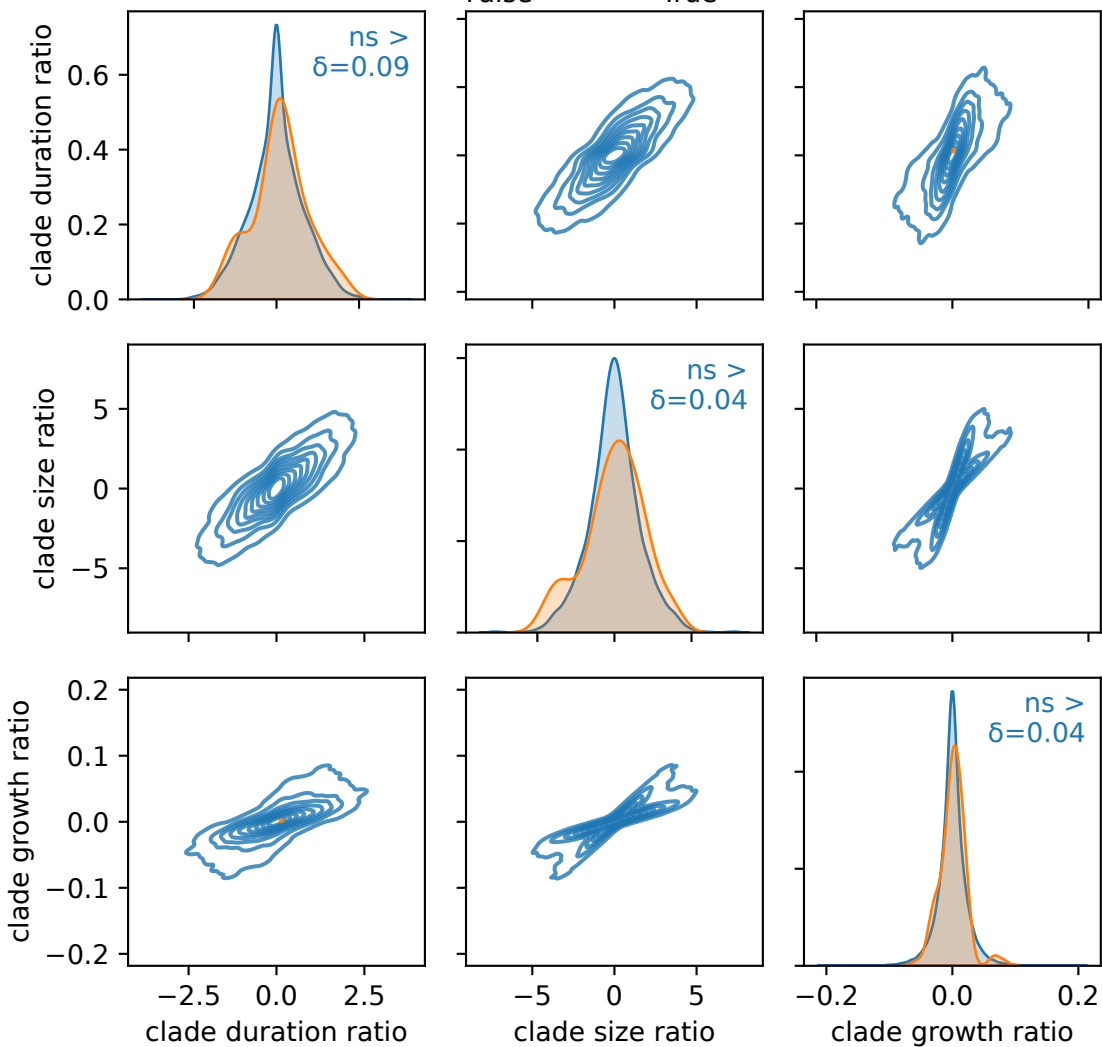 clade duration ratio
0.6
0.4
0.2
0.0
ns >
δ=0.09
clade size ratio
5
0
−5
ns >
δ=0.04
clade growth ratio
0.2
0.1
0.0
−0.1
−0.2
ns >
δ=0.04
−2.5 0.0 2.5
−5 0 5
−0.2 0.0 0.2
clade duration ratio
clade size ratio
clade growth ratio